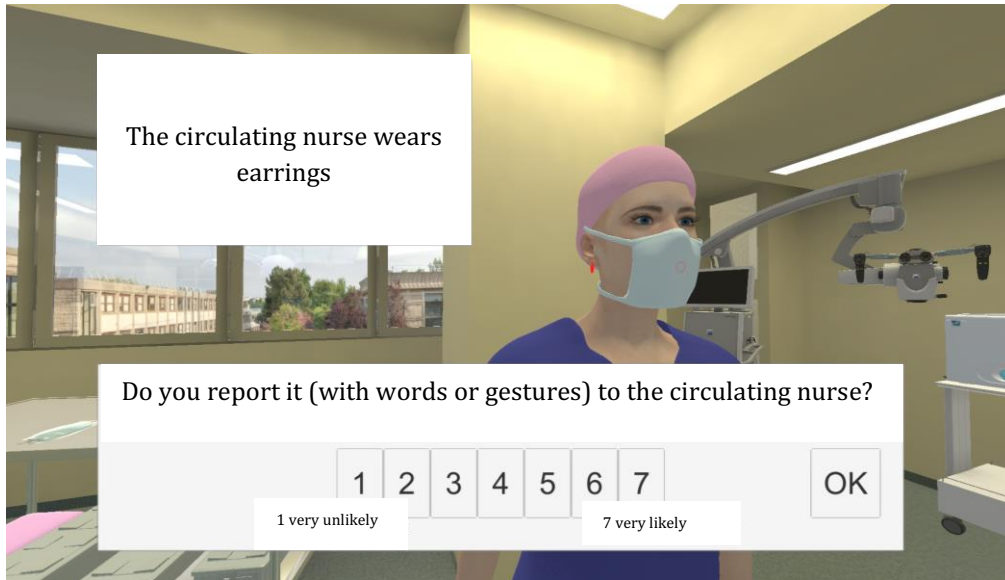 The circulating nurse wears
earrings
Do you report it (with words or gestures) to the circulating nurse?
1 2 3 4 5 6 7 OK
1 very unlikely 7 very likely